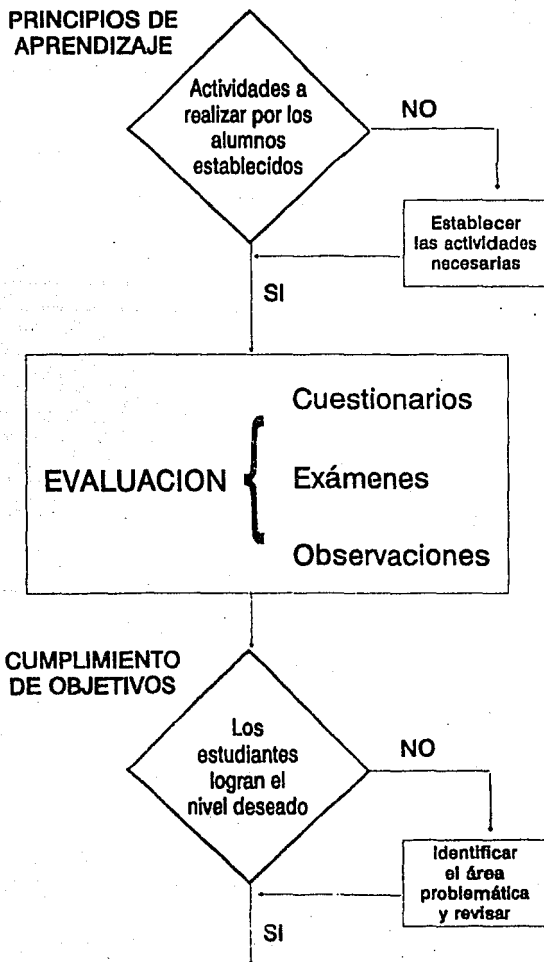 PRINCIPIOS DE
APRENDIZAJE
Actividades a
realizar por los
alumnos
establecidos
NO
Establecer
las actividades
necesarias
SI
EVALUACION
Cuestionarios
Exámenes
Observaciones
CUMPLIMIENTO
DE OBJETIVOS
Los
estudiantes
logran el
nivel deseado
NO
Identificar
el área
problemática
y revisar
SI